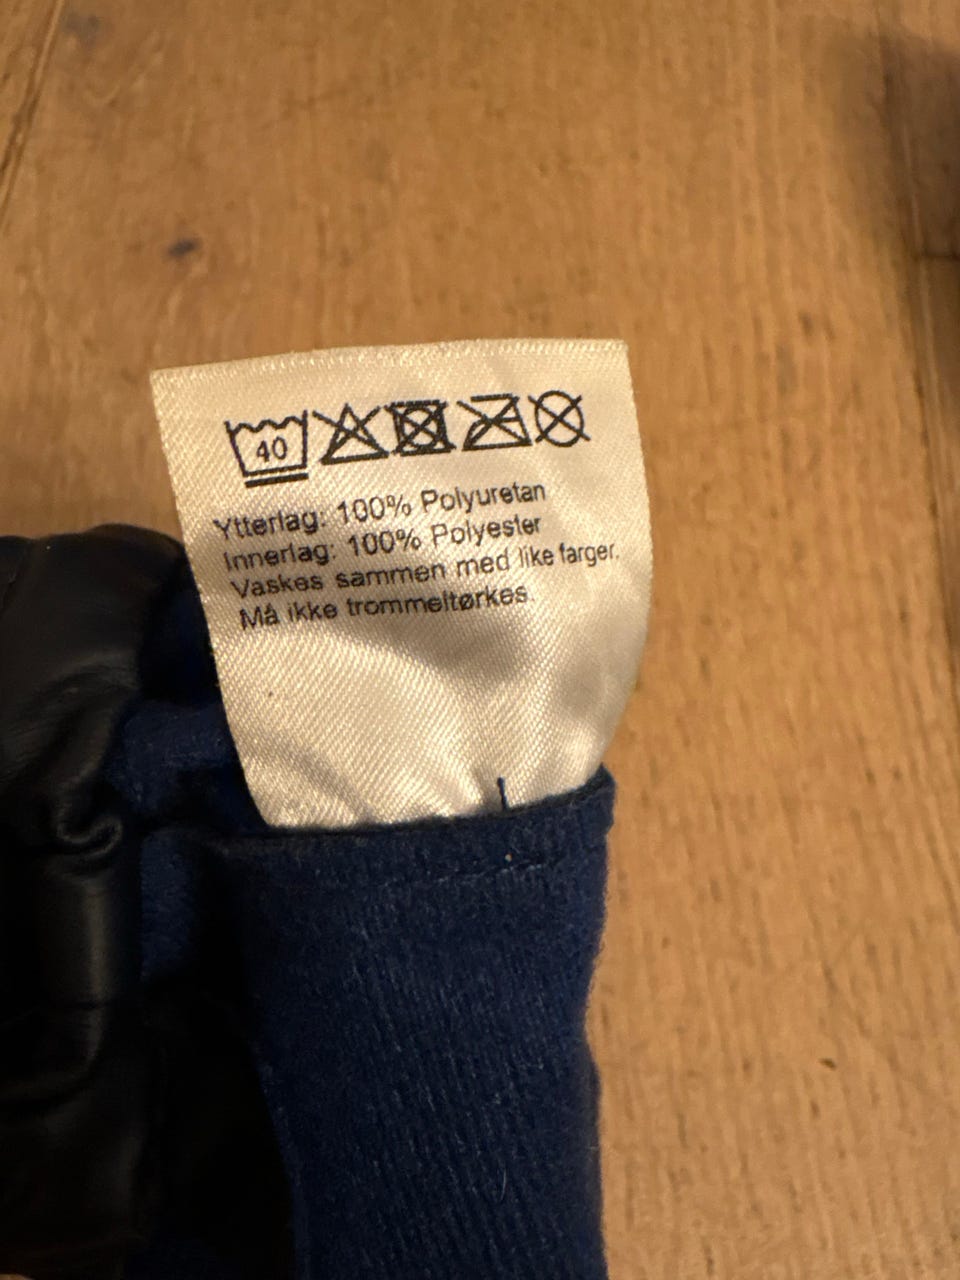 40
Ytterlag: 100% Polyuretan
Innerlag: 100% Polyester
Vaskes sammen med like farger.
Må ikke trommeltørkes.